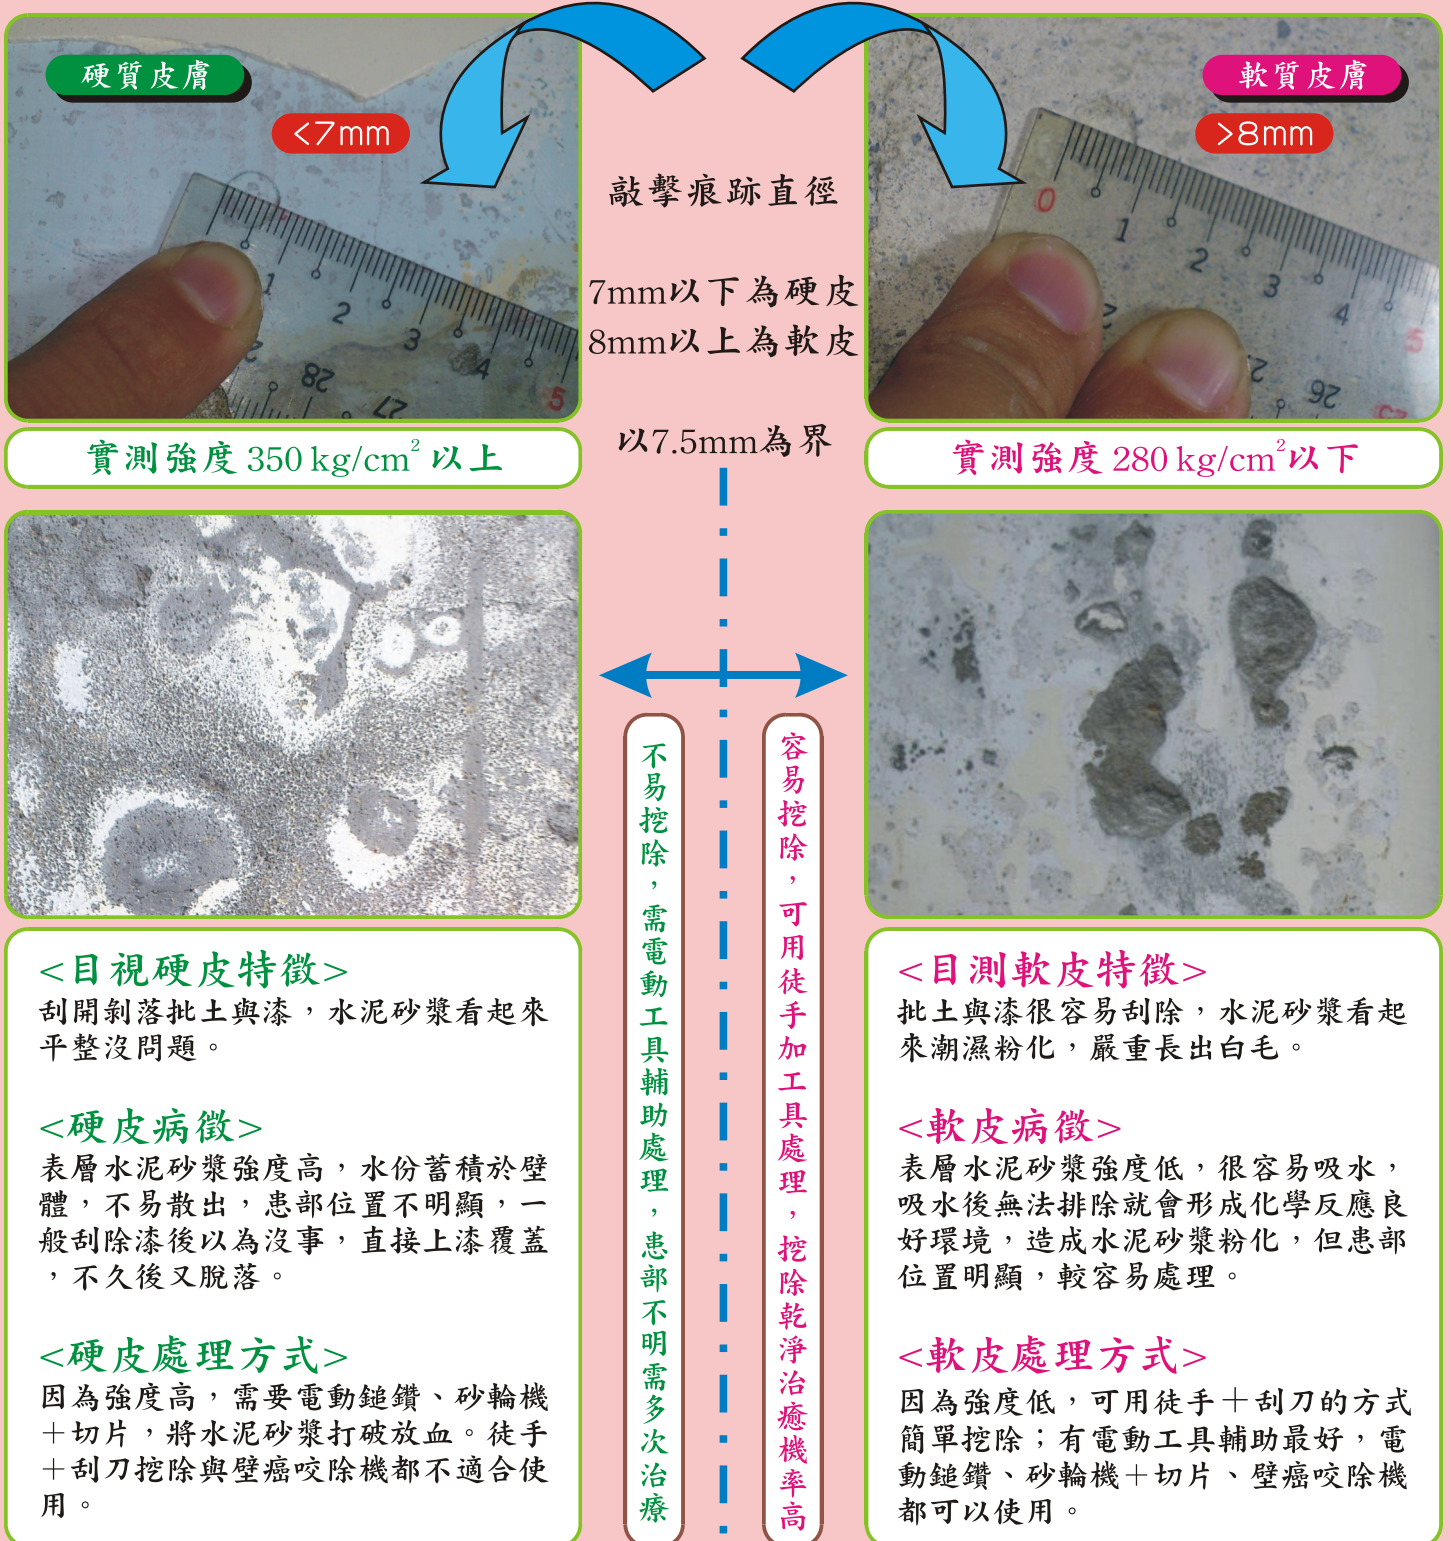 硬質皮膚
<7mm
1
2
3
4
5
28
27
敲擊痕跡直徑
7mm以下為硬皮
8mm以上為軟皮
以7.5mm為界
軟質皮膚
>8mm
0
1
2
3
4
5
26
實測強度 350 kg/cm² 以上
實測強度 280 kg/cm²以下
不易挖除，需電動工具輔助處理，患部不明需多次治療
容易挖除，可用徒手加工具處理，挖除乾淨治癒機率高
<目視硬皮特徵>
刮開剝落批土與漆，水泥砂漿看起來
平整沒問題。
<硬皮病徵>
表層水泥砂漿強度高，水份蓄積於壁
體，不易散出，患部位置不明顯，一
般刮除漆後以為沒事，直接上漆覆蓋
，不久後又脫落。
<硬皮處理方式>
因為強度高，需要電動鎚鑽、砂輪機
＋切片，將水泥砂漿打破放血。徒手
＋刮刀挖除與壁癌咬除機都不適合使
用。
<目測軟皮特徵>
批土與漆很容易刮除，水泥砂漿看起
來潮濕粉化，嚴重長出白毛。
<軟皮病徵>
表層水泥砂漿強度低，很容易吸水，
吸水後無法排除就會形成化學反應良
好環境，造成水泥砂漿粉化，但患部
位置明顯，較容易處理。
<軟皮處理方式>
因為強度低，可用徒手＋刮刀的方式
簡單挖除；有電動工具輔助最好，電
動鎚鑽、砂輪機＋切片、壁癌咬除機
都可以使用。